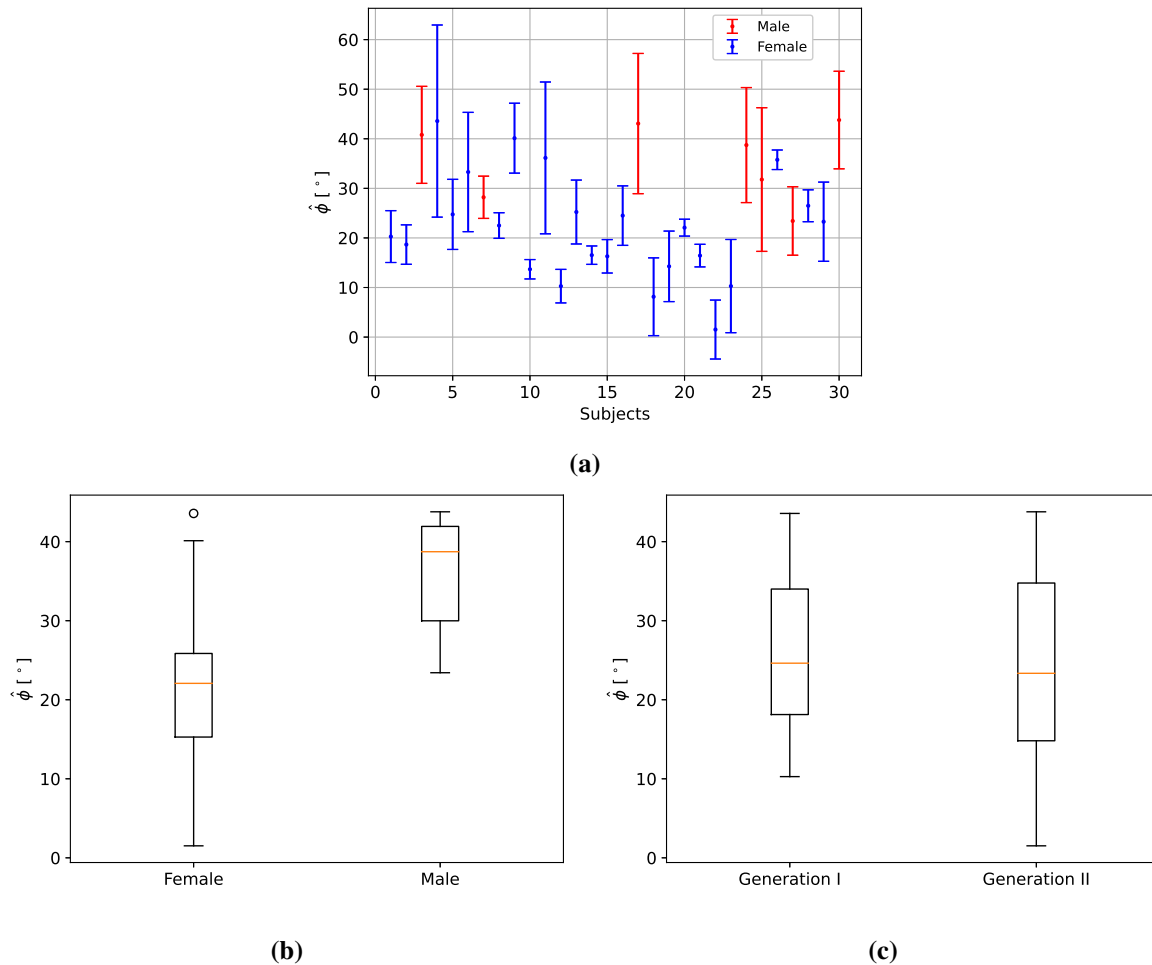 Male
Female
60
50
40
30
20
10
0
ϕ̂ [ ° ]
0 5 10 15 20 25 30
Subjects
(a)
40
30
20
10
0
ϕ̂ [ ° ]
Female Male
(b)
40
30
20
10
0
ϕ̂ [ ° ]
Generation I Generation II
(c)